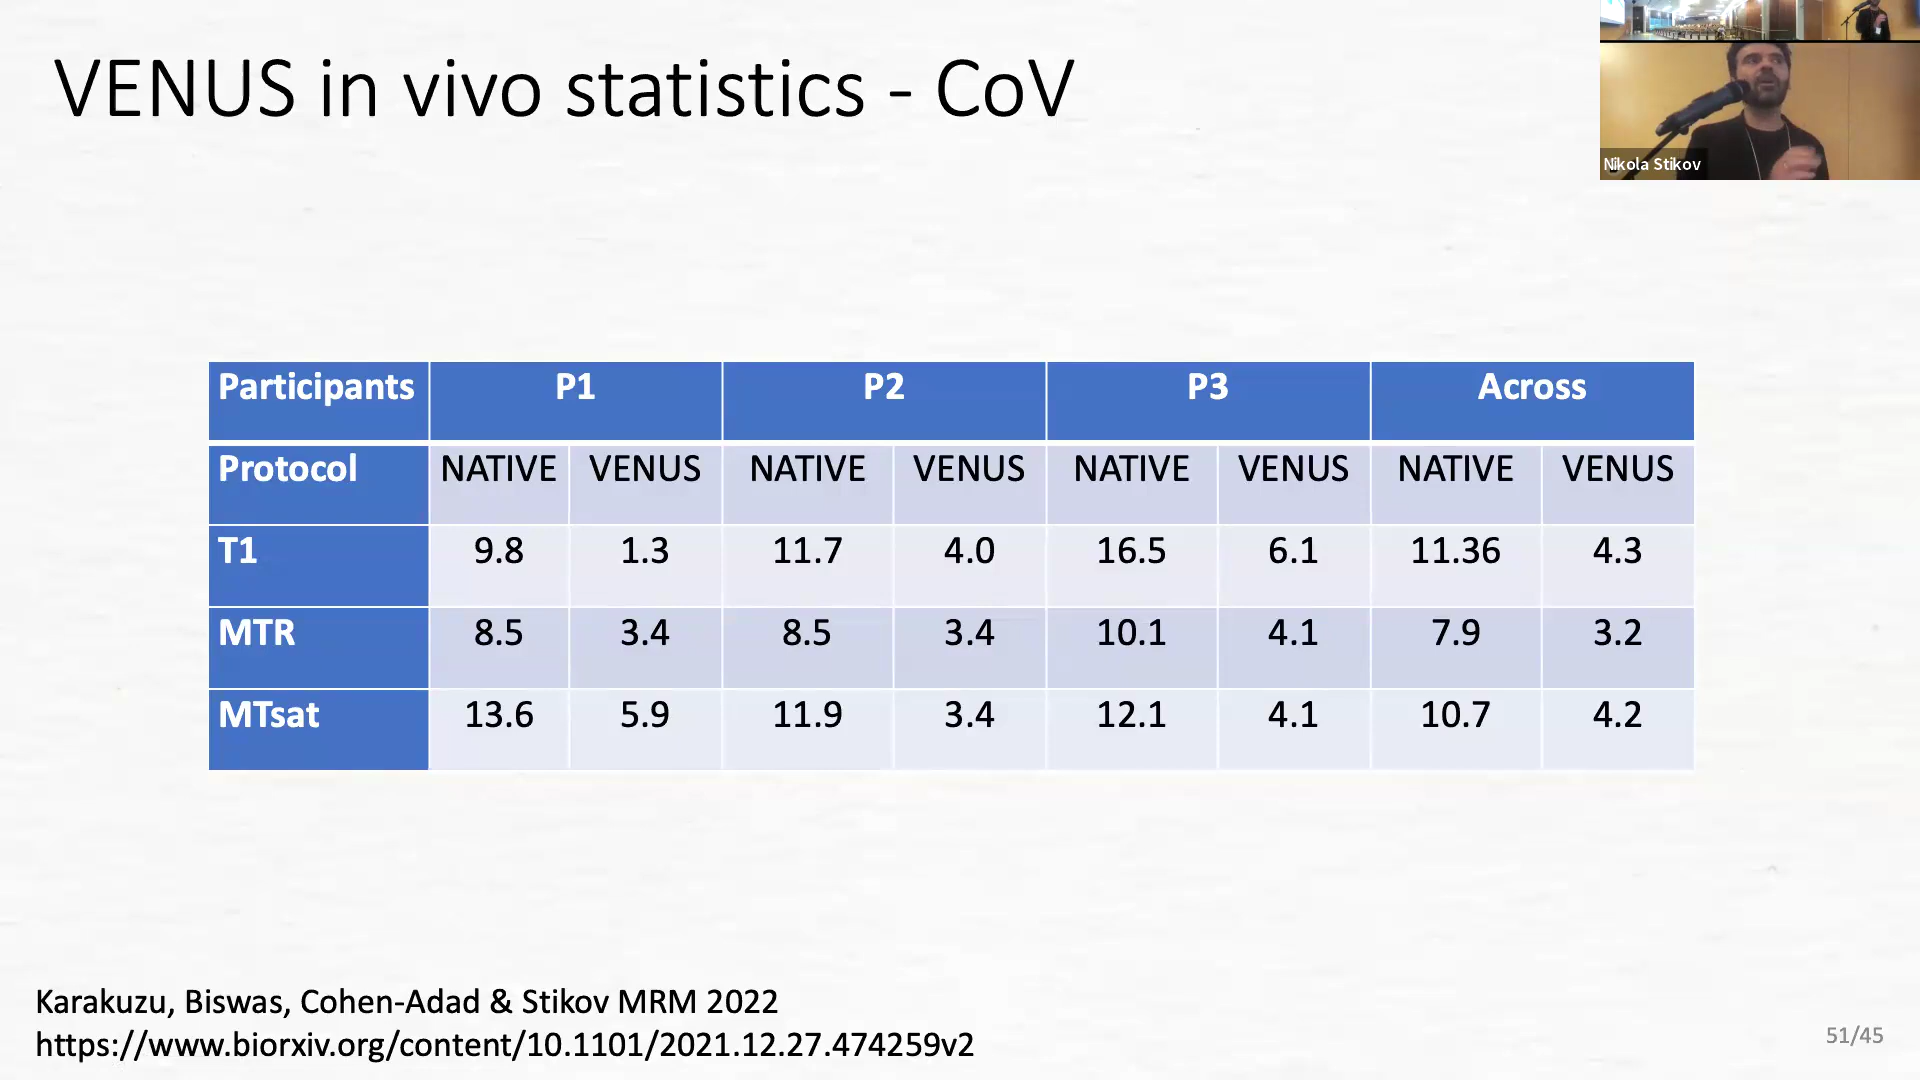 VENUS in vivo statistics - CoV
Nikola Stikov
Participants P1 P2 P3 Across
Protocol NATIVE VENUS NATIVE VENUS NATIVE VENUS NATIVE VENUS
T1 9.8 1.3 11.7 4.0 16.5 6.1 11.36 4.3
MTR 8.5 3.4 8.5 3.4 10.1 4.1 7.9 3.2
MTsat 13.6 5.9 11.9 3.4 12.1 4.1 10.7 4.2
Karakuzu, Biswas, Cohen-Adad & Stikov MRM 2022
https://www.biorxiv.org/content/10.1101/2021.12.27.474259v2
51/45